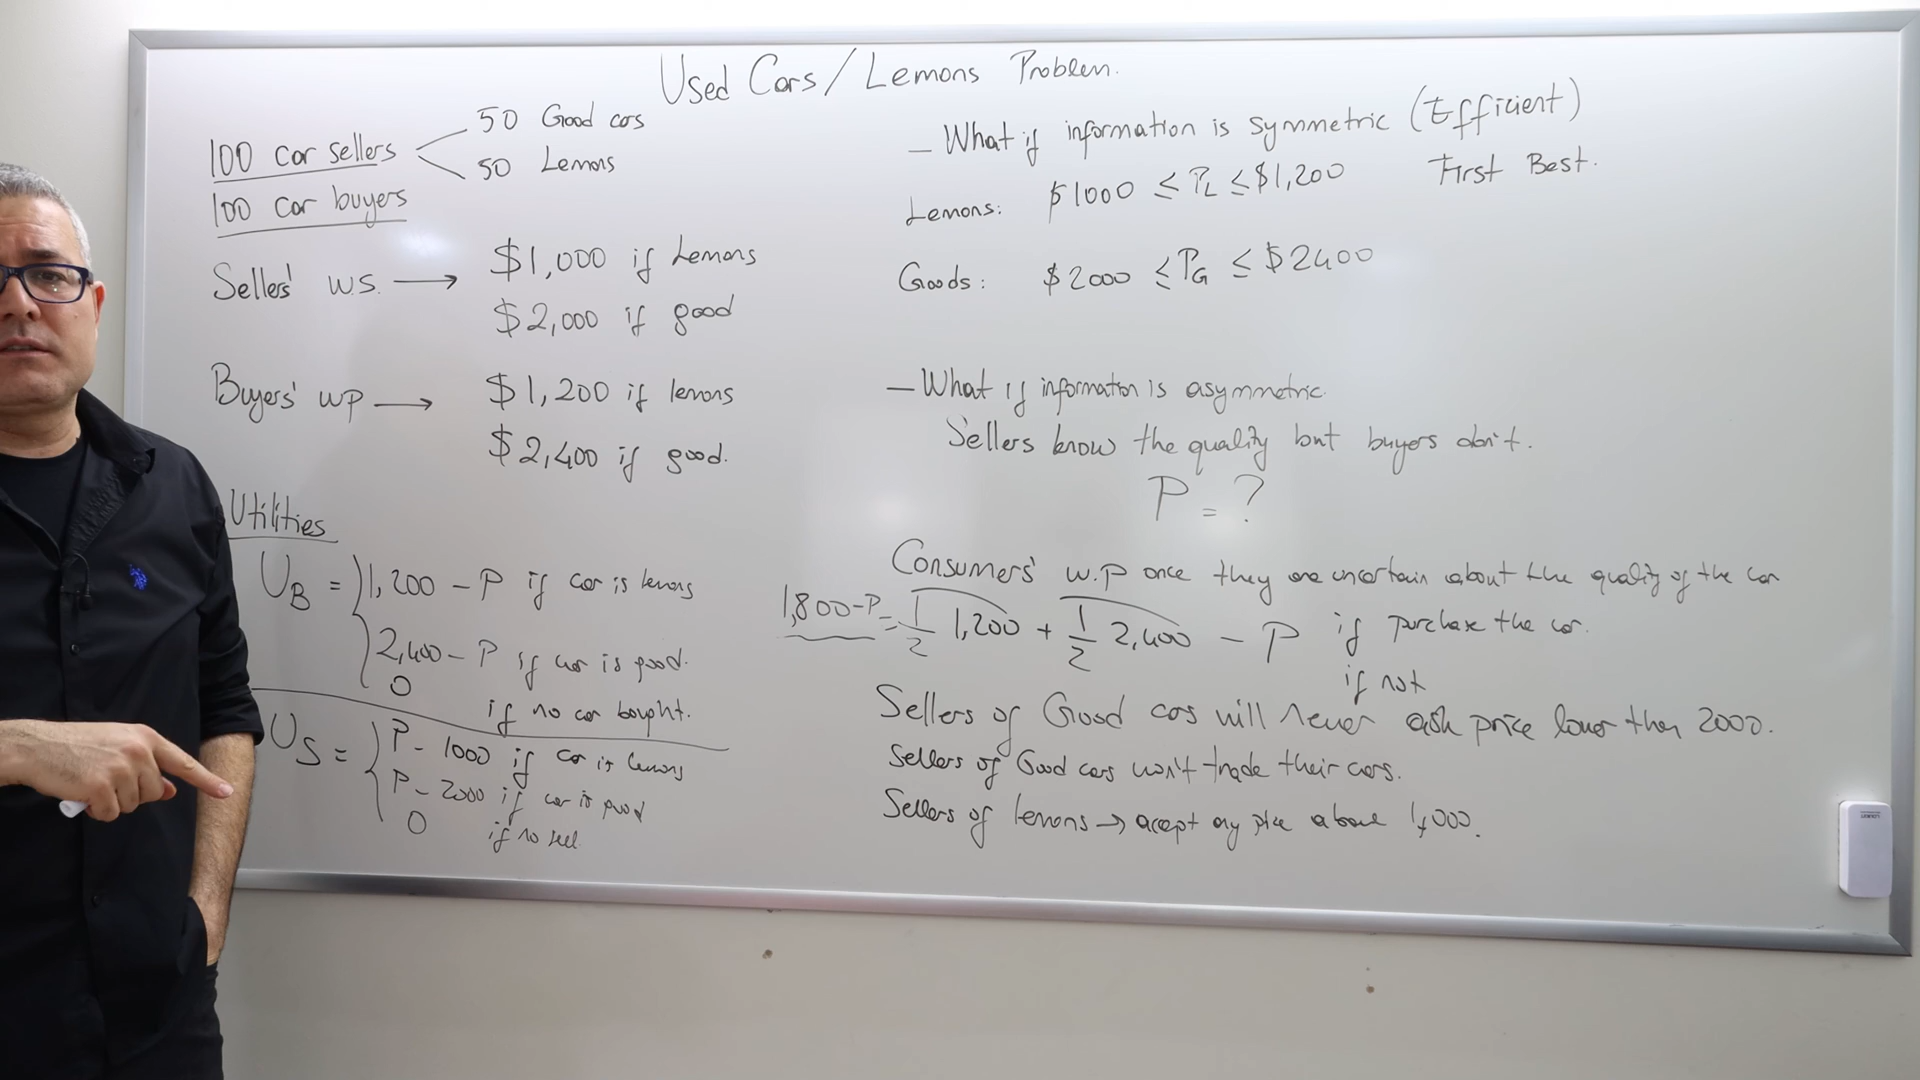 Used Cars / Lemons Problem.
100 car sellers
50 Good cars
50 Lemons
100 car buyers
Sellers' W.S. → $1,000 if Lemons
$2,000 if good
Buyers' WP → $1,200 if lemons
$2,400 if good.
Utilities
U_B = 1,200 - P if car is lemons
2,400 - P if car is good.
0 if no car bought.
U_S = P - 1000 if car is lemons
P - 2000 if car is good
0 if no sell
- What if information is symmetric (Efficient)
First Best.
Lemons: $1000 ≤ P_L ≤ $1,200
Goods: $2000 ≤ P_G ≤ $2400
- What if information is asymmetric.
Sellers know the quality but buyers don't.
P = ?
Consumers' W.P once they are uncertain about the quality of the car
1,800-P = 1/2 1,200 + 1/2 2,400 - P if purchase the car.
if not
Sellers of Good cars will never ask price lower than 2000.
Sellers of Good cars won't trade their cars.
Sellers of lemons → accept any price above 1,000.